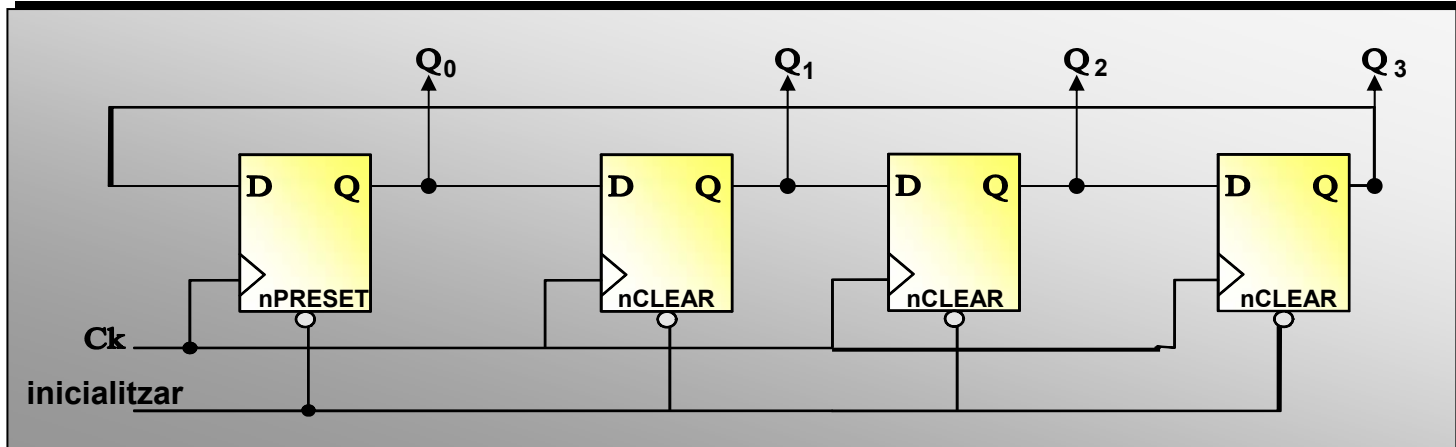 Q0 Q1 Q2 Q3
D Q D Q D Q D Q
nPRESET nCLEAR nCLEAR nCLEAR
Ck
inicialitzar